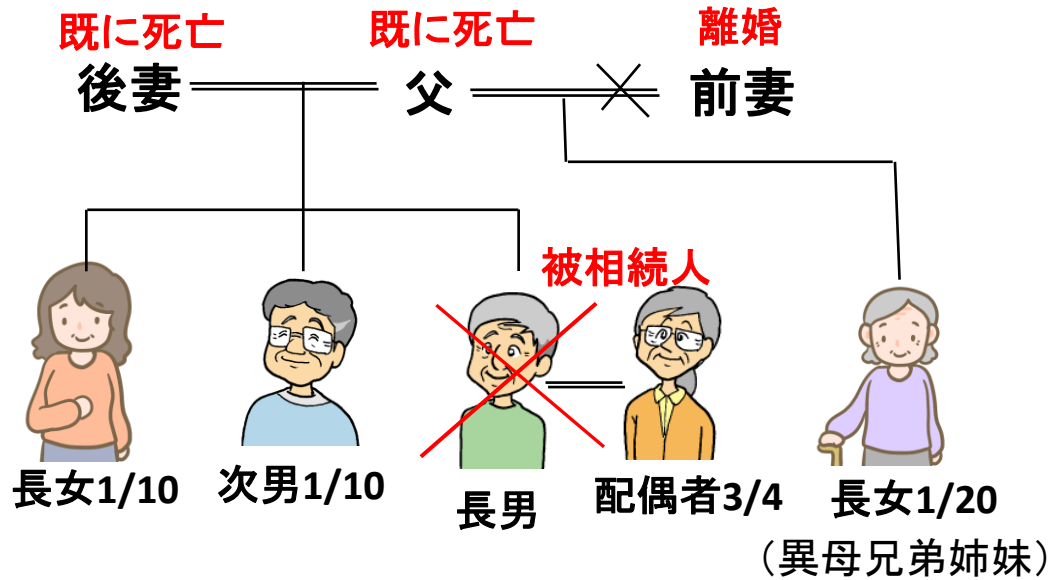 既に死亡 既に死亡 離婚
後妻 父 前妻
被相続人
長女1/10 次男1/10 長男 配偶者3/4 長女1/20
（異母兄弟姉妹）